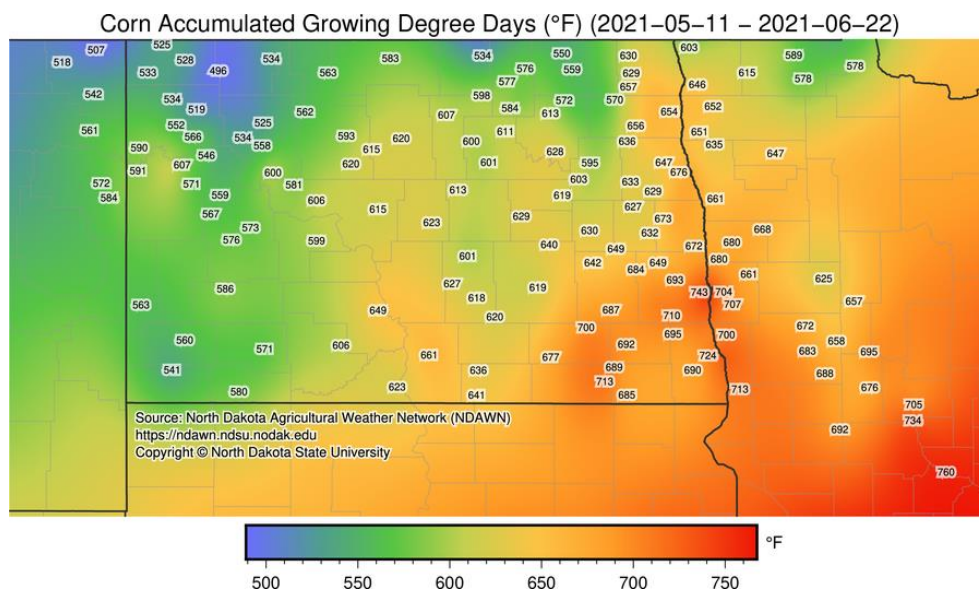 Corn Accumulated Growing Degree Days (°F) (2021−05−11 − 2021−06−22)
507 525 534 550 630 603 589
518 528 534 583 576 559 629 615 578 578
533 496 563 577 657 646
542 534 519 562 598 584 572 570 654 652
561 552 525 607 611 613 656 651
590 566 534 558 593 620 600 636 635
546 615 628 647
591 607 600 620 601 595 647 676
572 571 581 613 603 633 629
584 559 606 615 619 627 661
567 623 629 673
573 576 599 630 632 668
640 649 672 680
601 642 684 649 680
586 627 619 693 661 625
563 649 618 620 687 743 704 707 657
700 710 672
560 571 606 661 692 695 700 658
541 636 677 689 690 724 683 695
580 623 641 713 685 713 688 676
705
734
692
760
Source: North Dakota Agricultural Weather Network (NDAWN)
https://ndawn.ndsu.nodak.edu
Copyright © North Dakota State University
°F
500 550 600 650 700 750